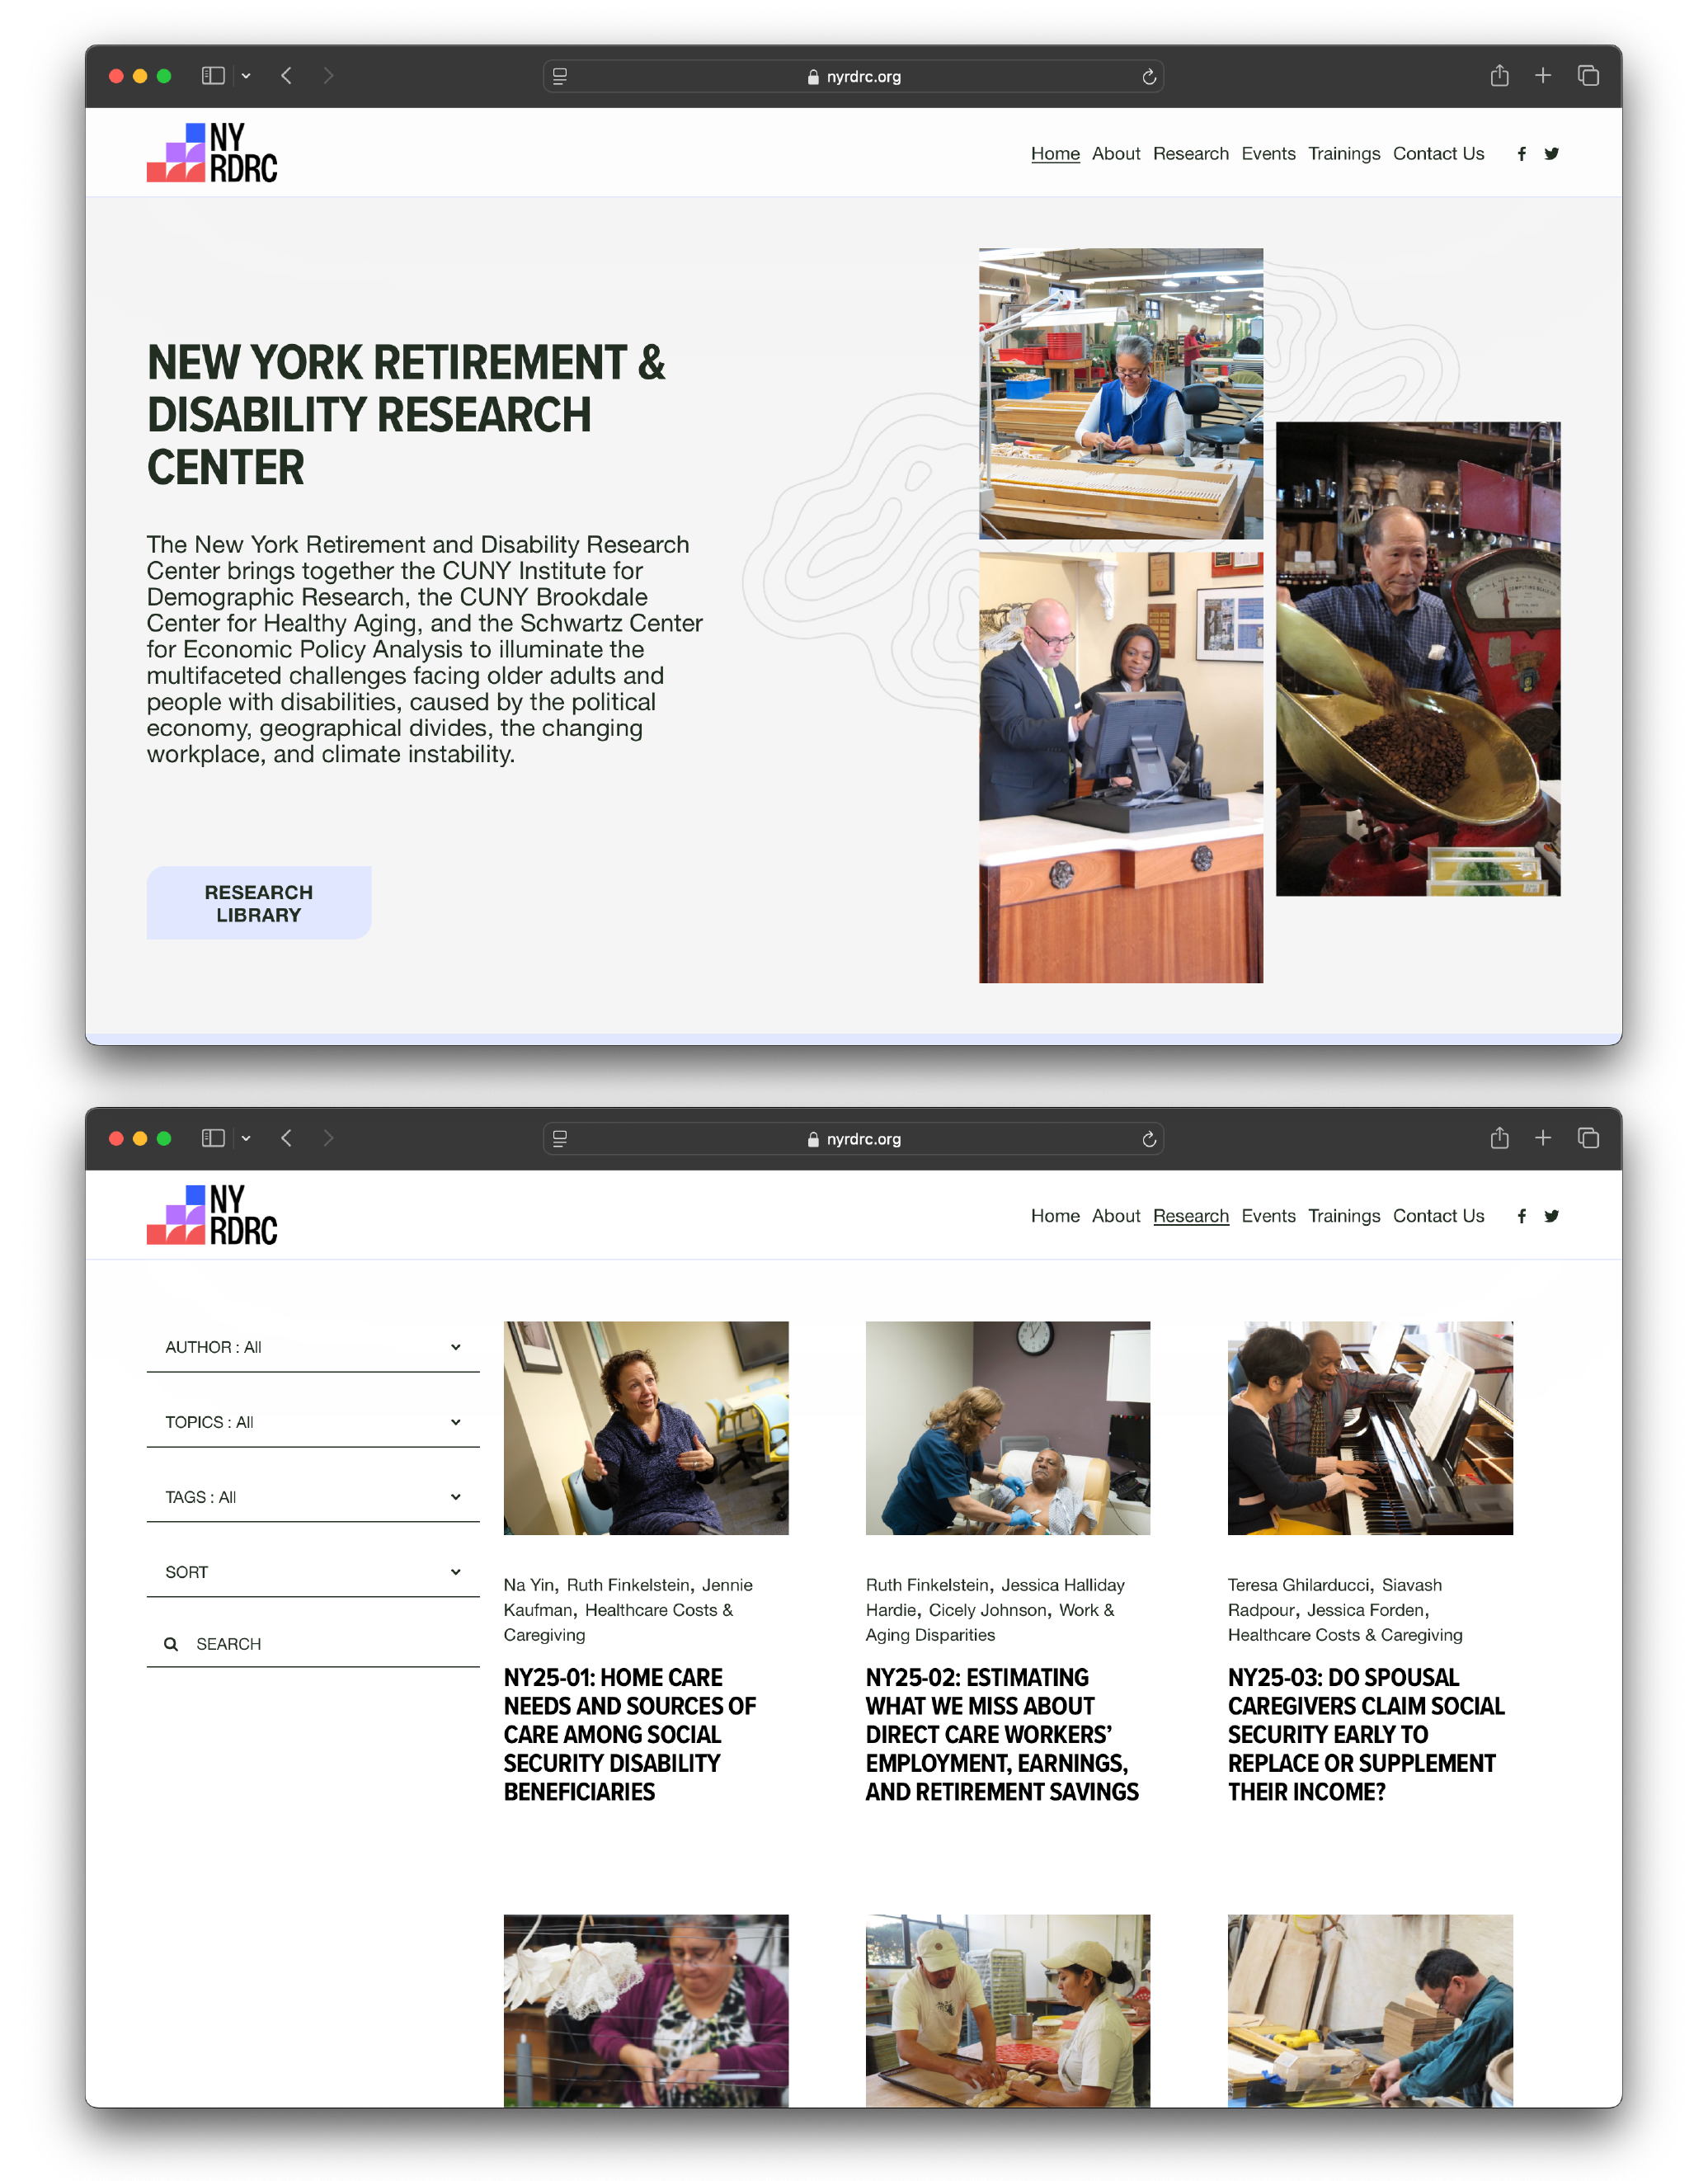 nyrdrc.org
NY
RDRC
Home About Research Events Trainings Contact Us
NEW YORK RETIREMENT &
DISABILITY RESEARCH
CENTER
The New York Retirement and Disability Research
Center brings together the CUNY Institute for
Demographic Research, the CUNY Brookdale
Center for Healthy Aging, and the Schwartz Center
for Economic Policy Analysis to illuminate the
multifaceted challenges facing older adults and
people with disabilities, caused by the political
economy, geographical divides, the changing
workplace, and climate instability.
RESEARCH
LIBRARY
nyrdrc.org
NY
RDRC
Home About Research Events Trainings Contact Us
AUTHOR : All
TOPICS : All
TAGS : All
SORT
SEARCH
Na Yin, Ruth Finkelstein, Jennie
Kaufman, Healthcare Costs &
Caregiving
NY25-01: HOME CARE
NEEDS AND SOURCES OF
CARE AMONG SOCIAL
SECURITY DISABILITY
BENEFICIARIES
Ruth Finkelstein, Jessica Halliday
Hardie, Cicely Johnson, Work &
Aging Disparities
NY25-02: ESTIMATING
WHAT WE MISS ABOUT
DIRECT CARE WORKERS’
EMPLOYMENT, EARNINGS,
AND RETIREMENT SAVINGS
Teresa Ghilarducci, Siavash
Radpour, Jessica Forden,
Healthcare Costs & Caregiving
NY25-03: DO SPOUSAL
CAREGIVERS CLAIM SOCIAL
SECURITY EARLY TO
REPLACE OR SUPPLEMENT
THEIR INCOME?